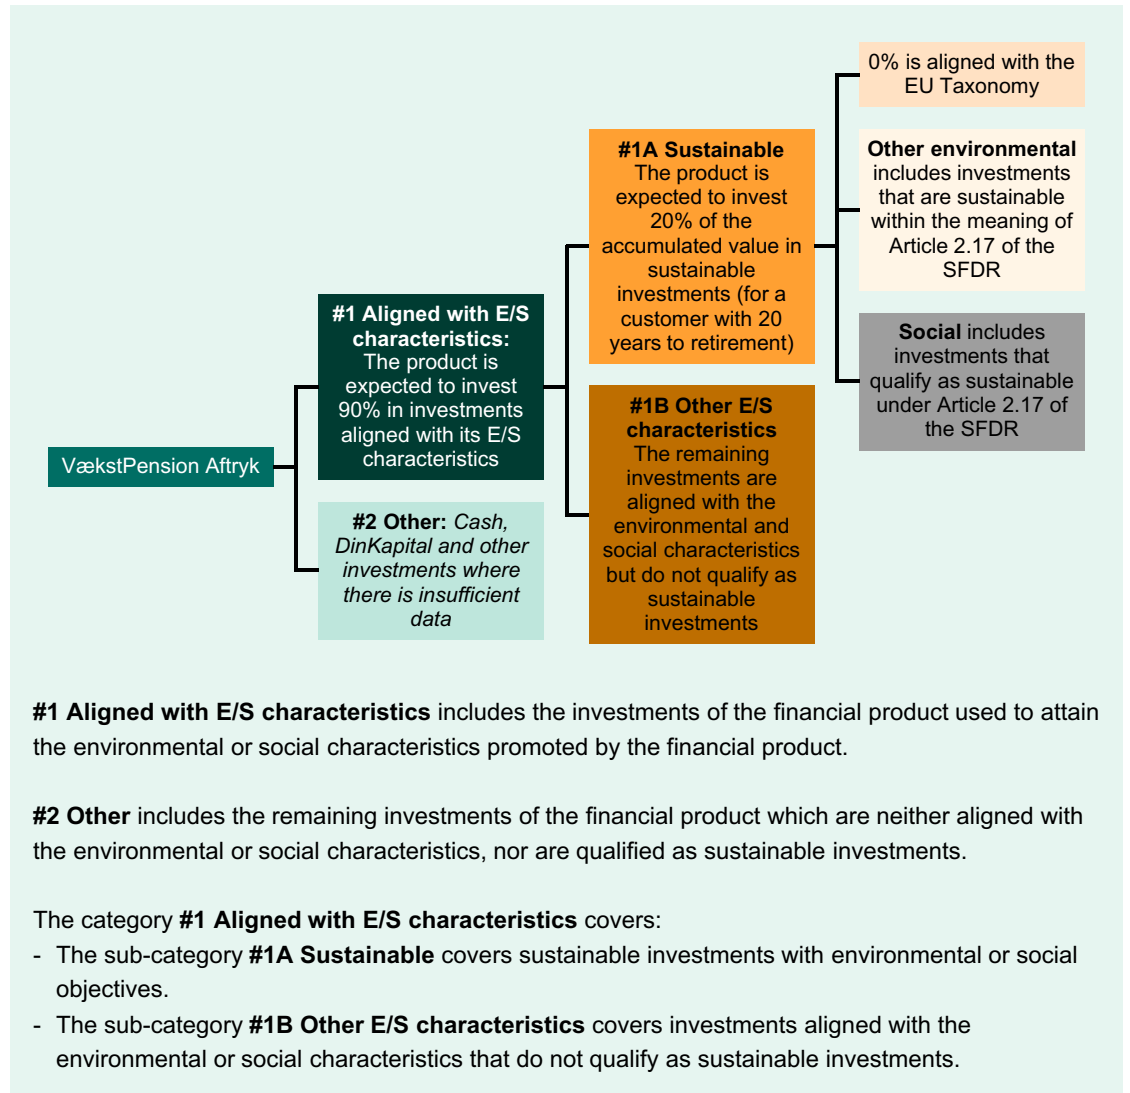 VækstPension Aftryk
#1 Aligned with E/S
characteristics:
The product is
expected to invest
90% in investments
aligned with its E/S
characteristics
#2 Other: Cash,
DinKapital and other
investments where
there is insufficient
data
#1A Sustainable
The product is
expected to invest
20% of the
accumulated value in
sustainable
investments (for a
customer with 20
years to retirement)
#1B Other E/S
characteristics
The remaining
investments are
aligned with the
environmental and
social characteristics
but do not qualify as
sustainable
investments
0% is aligned with the
EU Taxonomy
Other environmental
includes investments
that are sustainable
within the meaning of
Article 2.17 of the
SFDR
Social includes
investments that
qualify as sustainable
under Article 2.17 of
the SFDR
#1 Aligned with E/S characteristics includes the investments of the financial product used to attain
the environmental or social characteristics promoted by the financial product.
#2 Other includes the remaining investments of the financial product which are neither aligned with
the environmental or social characteristics, nor are qualified as sustainable investments.
The category #1 Aligned with E/S characteristics covers:
- The sub-category #1A Sustainable covers sustainable investments with environmental or social
objectives.
- The sub-category #1B Other E/S characteristics covers investments aligned with the
environmental or social characteristics that do not qualify as sustainable investments.